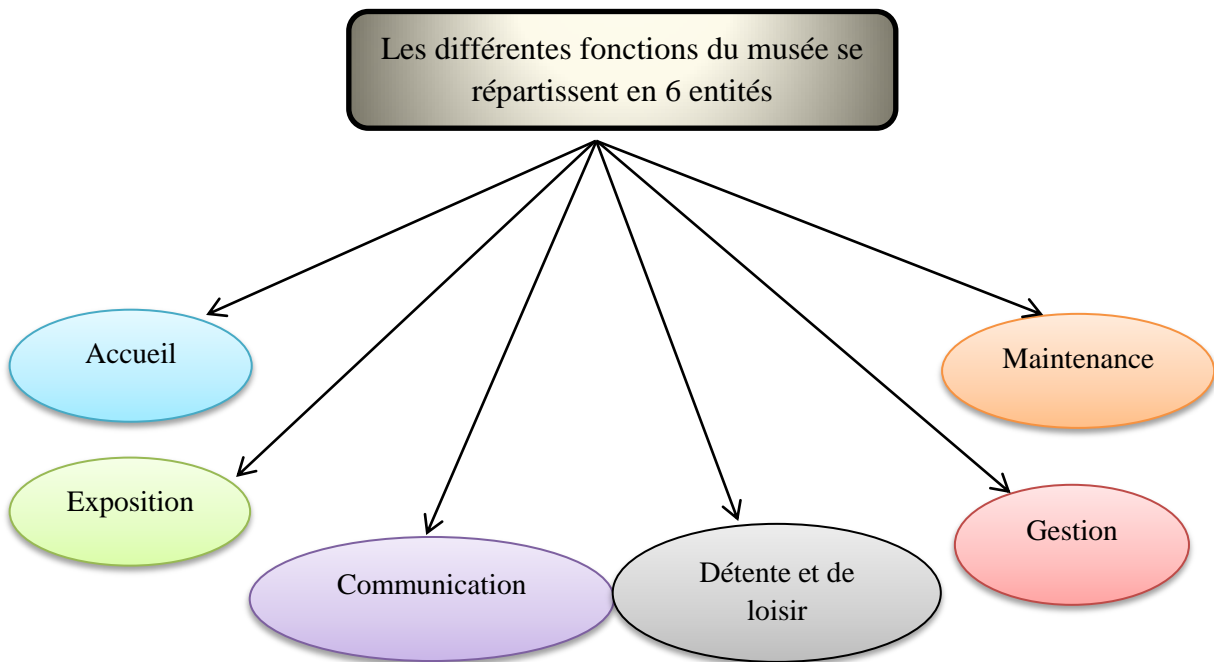 Les différentes fonctions du musée se
répartissent en 6 entités
Accueil
Maintenance
Exposition
Gestion
Communication
Détente et de
loisir